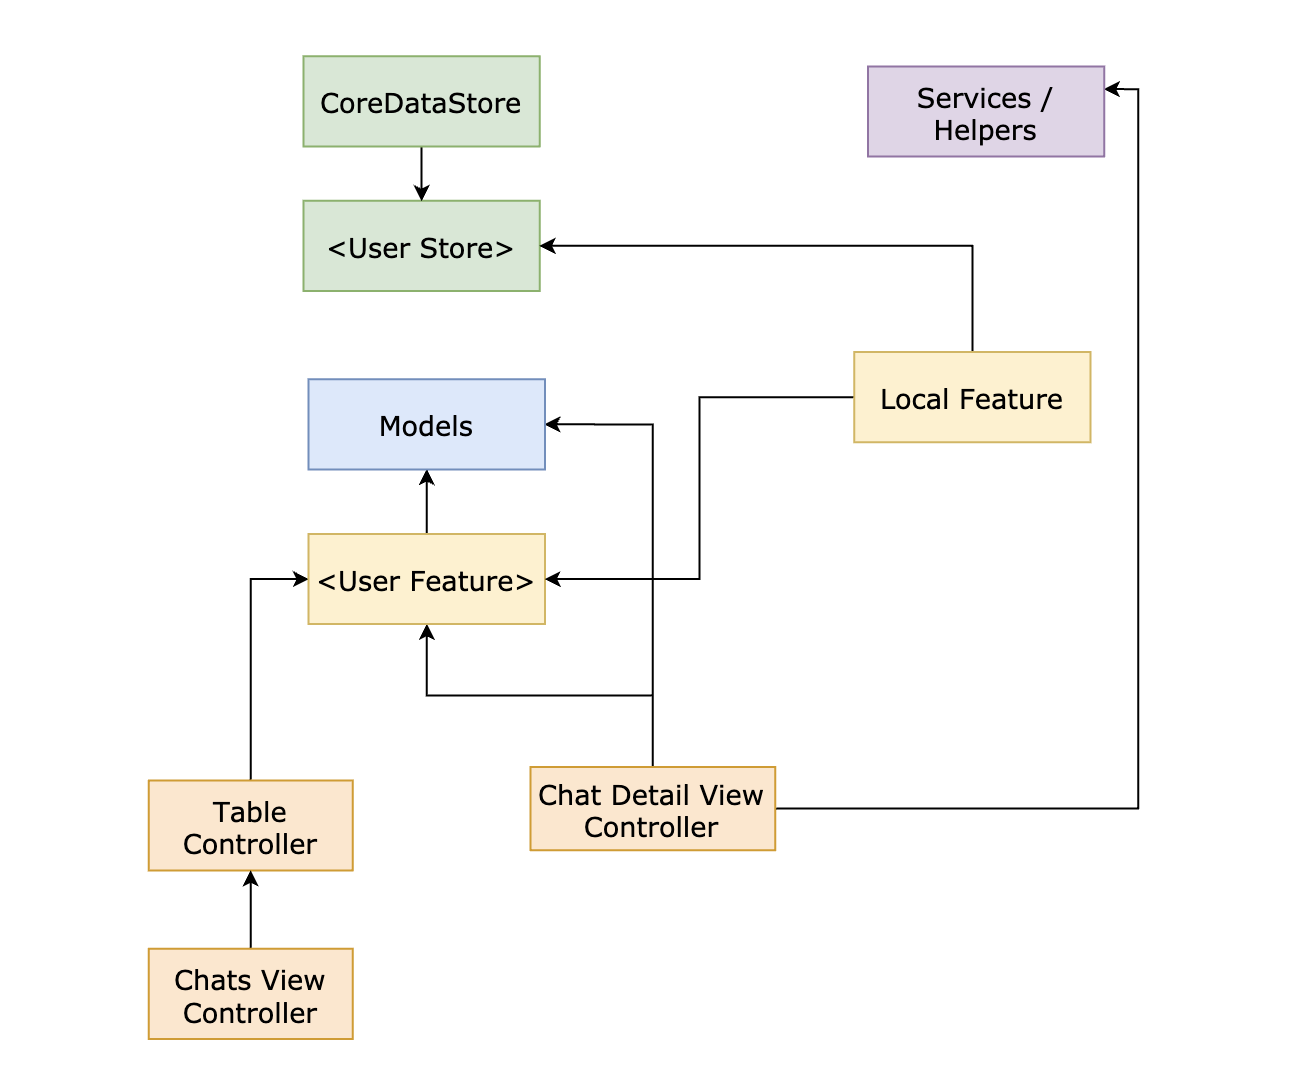 CoreDataStore
Services /
Helpers
<User Store>
Local Feature
Models
<User Feature>
Table
Controller
Chat Detail View
Controller
Chats View
Controller